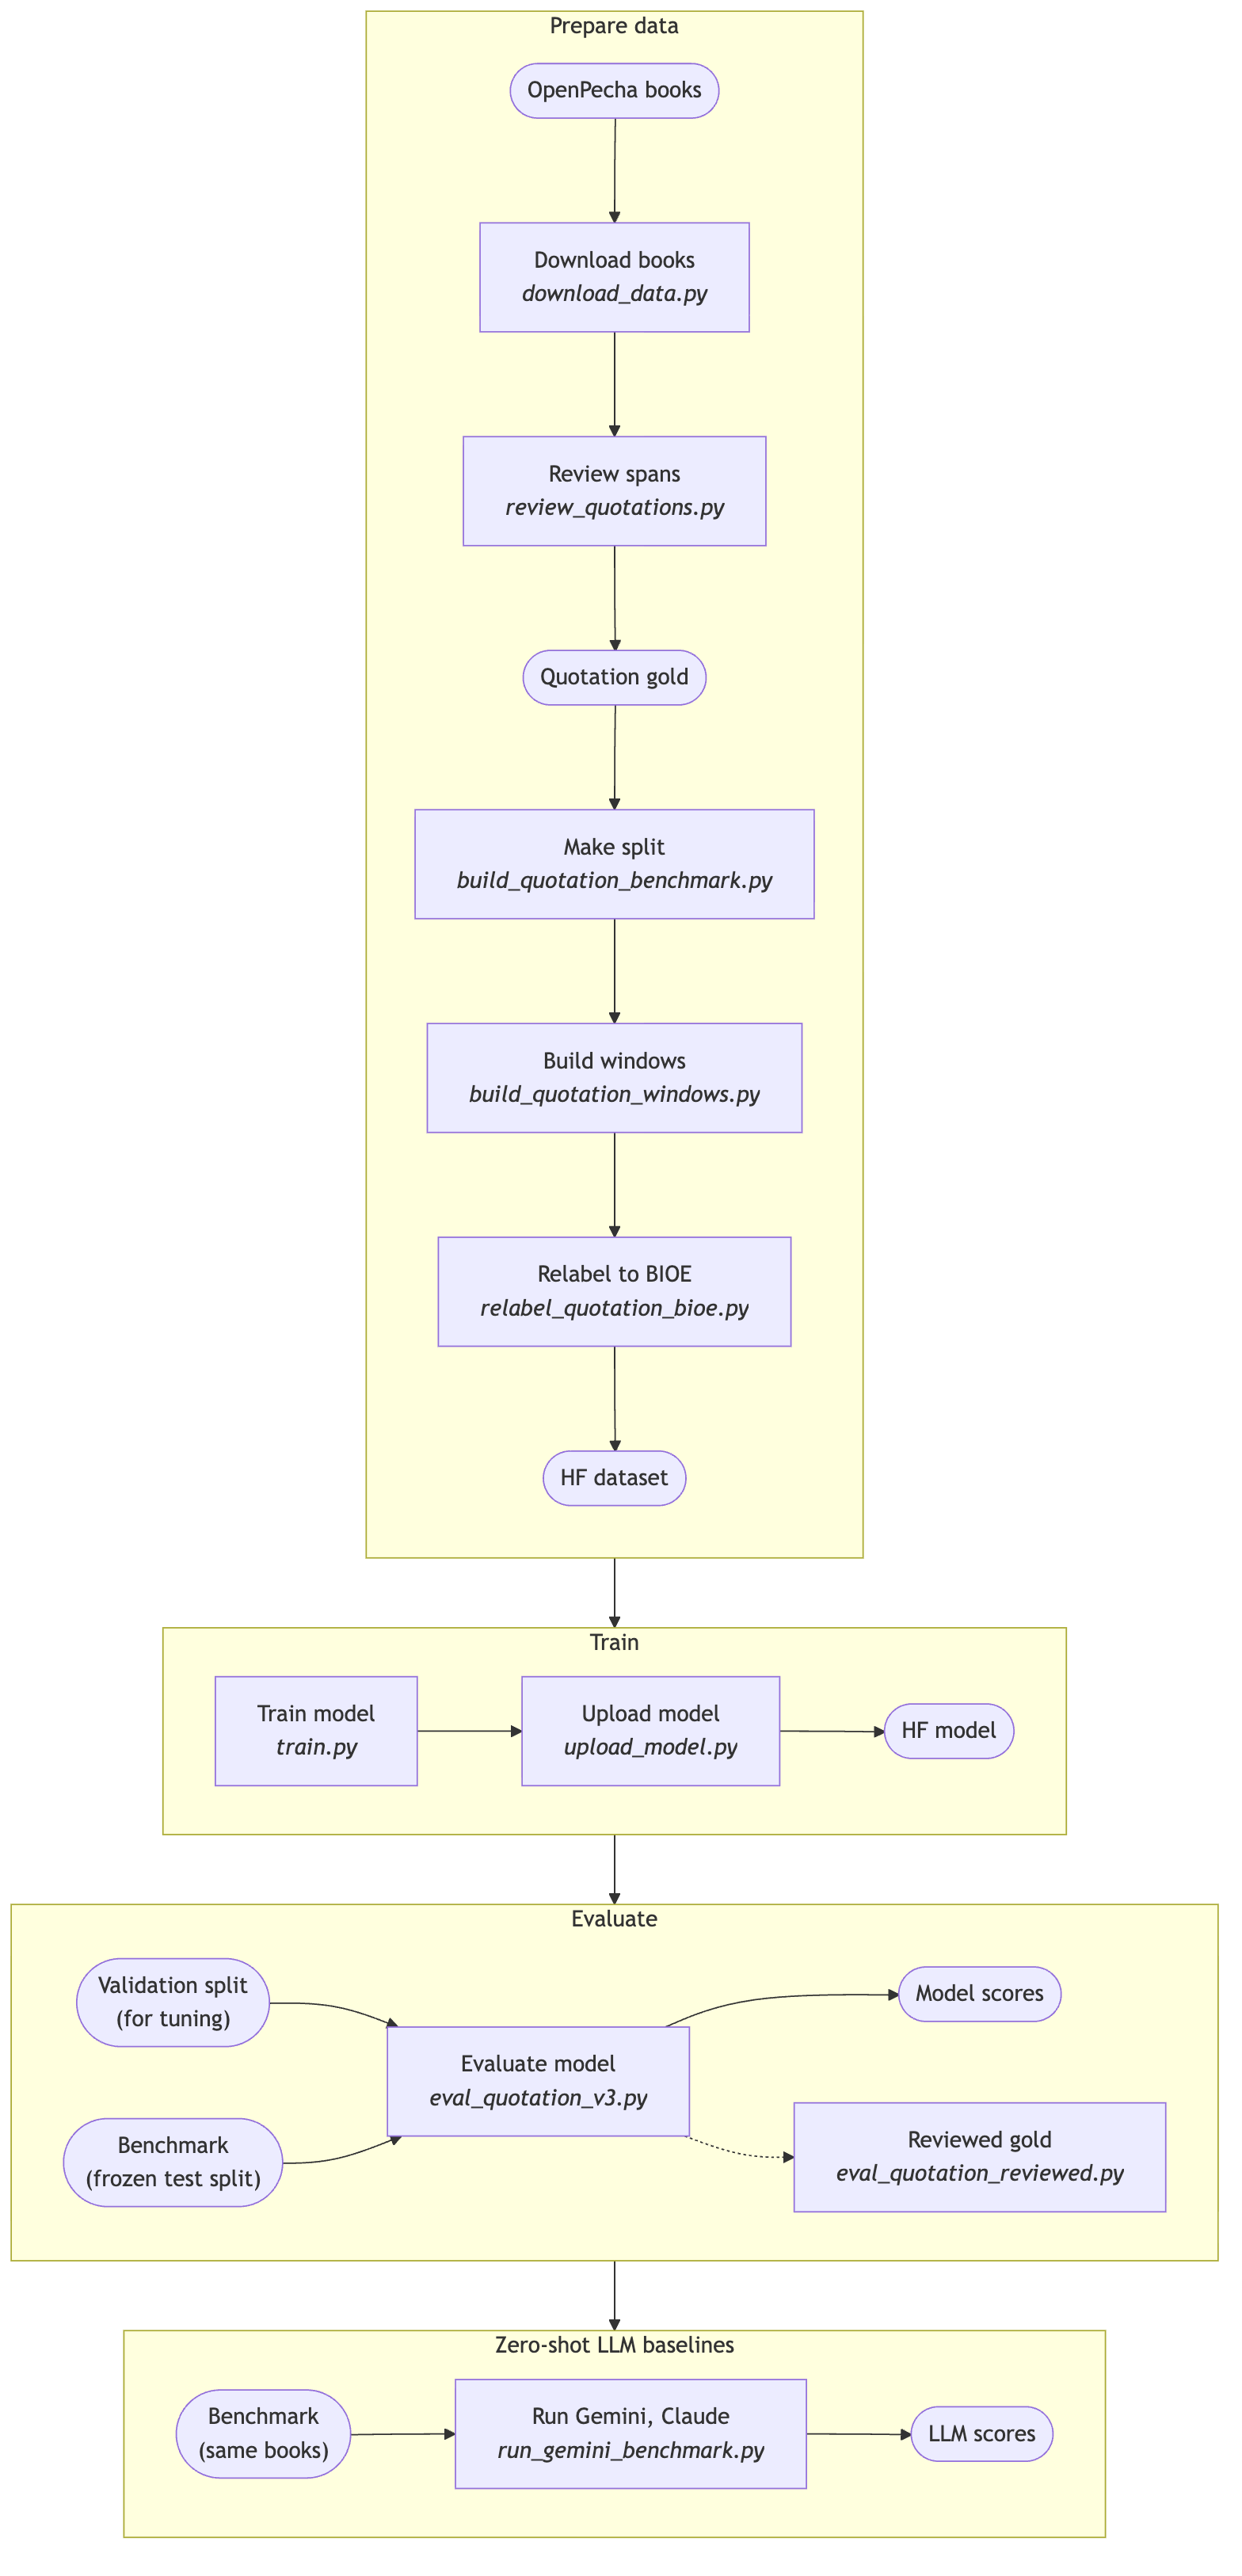 Prepare data
OpenPecha books
Download books
download_data.py
Review spans
review_quotations.py
Quotation gold
Make split
build_quotation_benchmark.py
Build windows
build_quotation_windows.py
Relabel to BIOE
relabel_quotation_bioe.py
HF dataset
Train
Train model
train.py
Upload model
upload_model.py
HF model
Evaluate
Validation split
(for tuning)
Benchmark
(frozen test split)
Evaluate model
eval_quotation_v3.py
Model scores
Reviewed gold
eval_quotation_reviewed.py
Zero-shot LLM baselines
Benchmark
(same books)
Run Gemini, Claude
run_gemini_benchmark.py
LLM scores